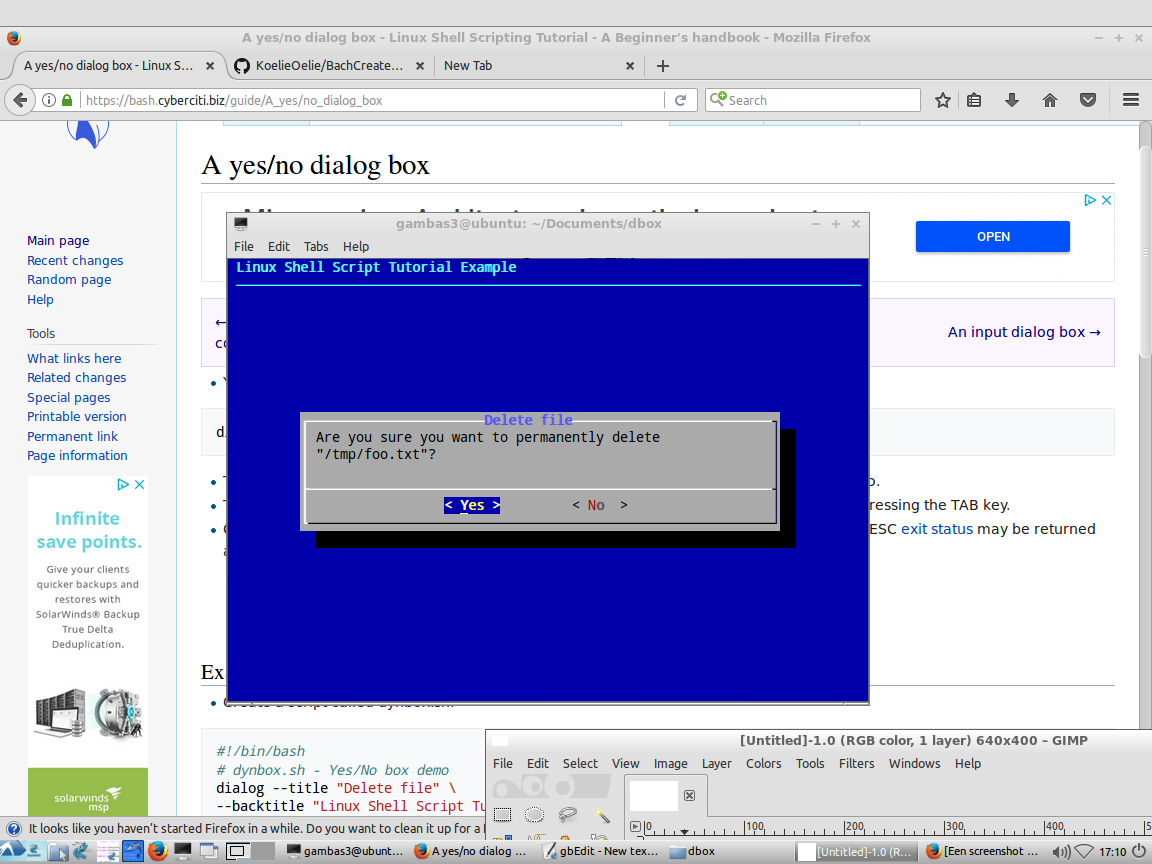 A yes/no dialog box - Linux Shell Scripting Tutorial - A Beginner's handbook - Mozilla Firefox
A yes/no dialog box - Linux S...
KoelieOelie/BachCreate...
New Tab
https://bash.cyberciti.biz/guide/A_yes/no_dialog_box
Search
A yes/no dialog box
OPEN
Main page
Recent changes
Random page
Help
Tools
What links here
Related changes
Special pages
Printable version
Permanent link
Page information
An input dialog box →
ressing the TAB key.
ESC exit status may be returned
Infinite
save points.
Give your clients
quicker backups and
restores with
SolarWinds® Backup
True Delta
Deduplication.
solarwinds
msp
gambas3@ubuntu: ~/Documents/dbox
File Edit Tabs Help
Linux Shell Script Tutorial Example
Delete file
Are you sure you want to permanently delete
"/tmp/foo.txt"?
< Yes > < No >
Ex
#!/bin/bash
# dynbox.sh - Yes/No box demo
dialog --title "Delete file" \
--backtitle "Linux Shell Script Tu
[Untitled]-1.0 (RGB color, 1 layer) 640x400 – GIMP
File Edit Select View Image Layer Colors Tools Filters Windows Help
0 100 200 300 400 5
It looks like you haven't started Firefox in a while. Do you want to clean it up for a
gambas3@ubunt... A yes/no dialog ... gbEdit - New tex... dbox [Untitled]-1.0 (R... [Een screenshot ... 17:10